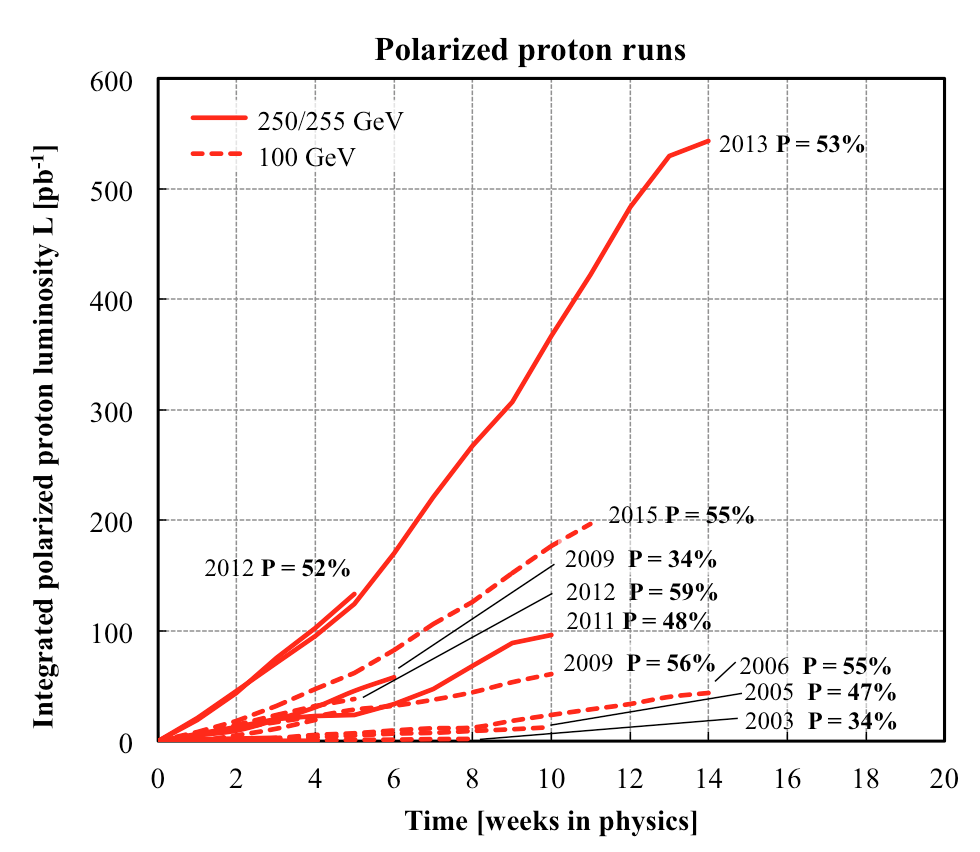 Polarized proton runs
Integrated polarized proton luminosity L [pb-1]
600
500
400
300
200
100
0
250/255 GeV
100 GeV
2013 P = 53%
2015 P = 55%
2012 P = 52%
2009 P = 34%
2012 P = 59%
2011 P = 48%
2009 P = 56%
2006 P = 55%
2005 P = 47%
2003 P = 34%
0 2 4 6 8 10 12 14 16 18 20
Time [weeks in physics]